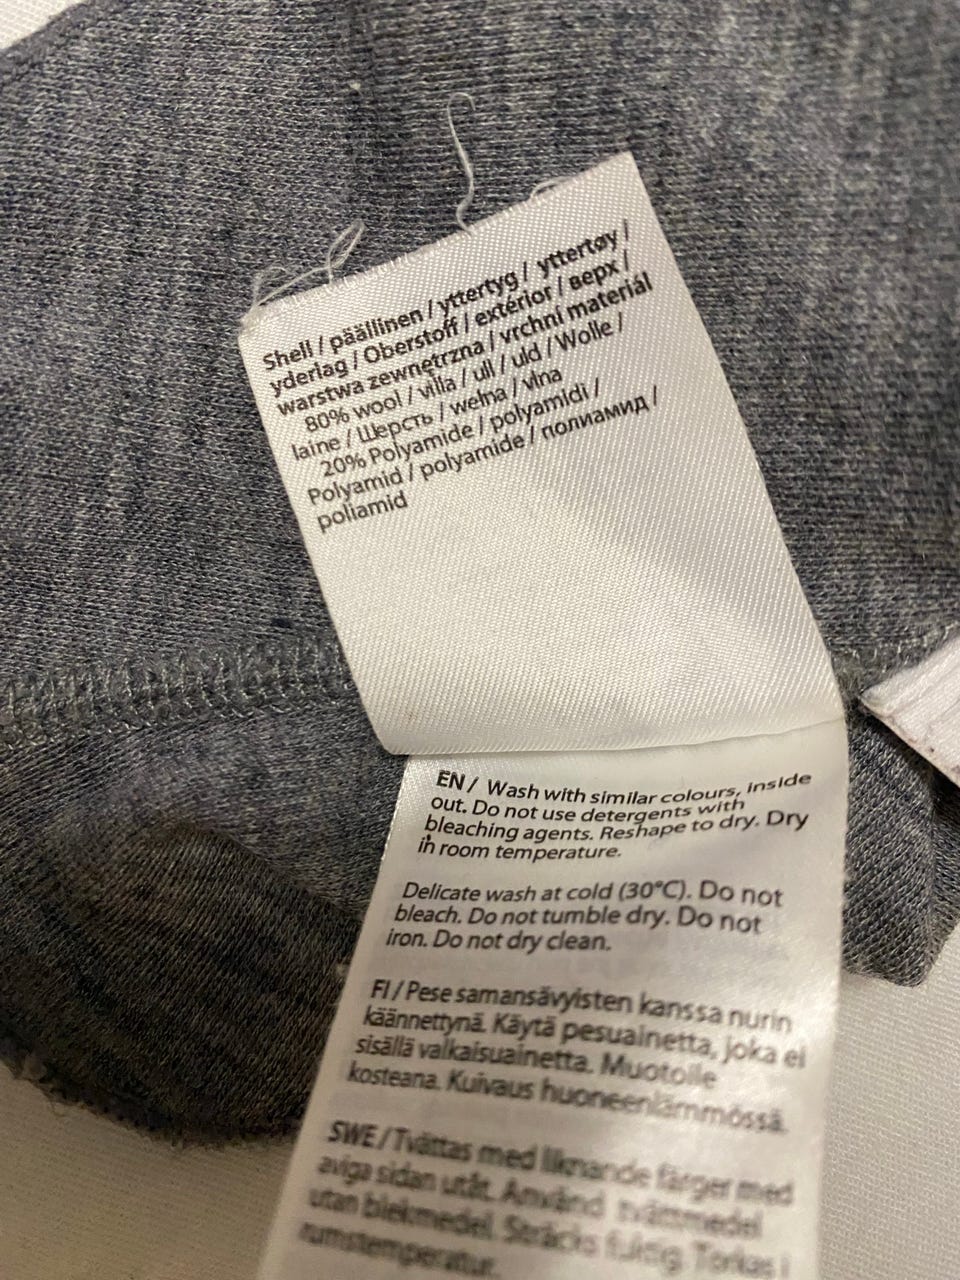 Shell / päällinen / yttertyg / yttertøy /
yderlag / Oberstoff / extérior / верх /
warstwa zewnętrzna / vrchní materiál
80% wool / villa / ull / uld / Wolle /
laine / Шерсть / wełna / vlna
20% Polyamide / polyamidi /
Polyamid / polyamide / полиамид /
poliamid
EN / Wash with similar colours, inside
out. Do not use detergents with
bleaching agents. Reshape to dry. Dry
in room temperature.
Delicate wash at cold (30°C). Do not
bleach. Do not tumble dry. Do not
iron. Do not dry clean.
FI / Pese samansävyisten kanssa nurin
käännettynä. Käytä pesuainetta, joka ei
sisällä valkaisuainetta. Muotoile
kosteana. Kuivaus huoneenlämmössä.
SWE / Tvättas med liknande färger med
aviga sidan utåt. Använd tvättmedel
utan blekmedel. Sträcks fuktig. Torkas i
rumstemperatur.